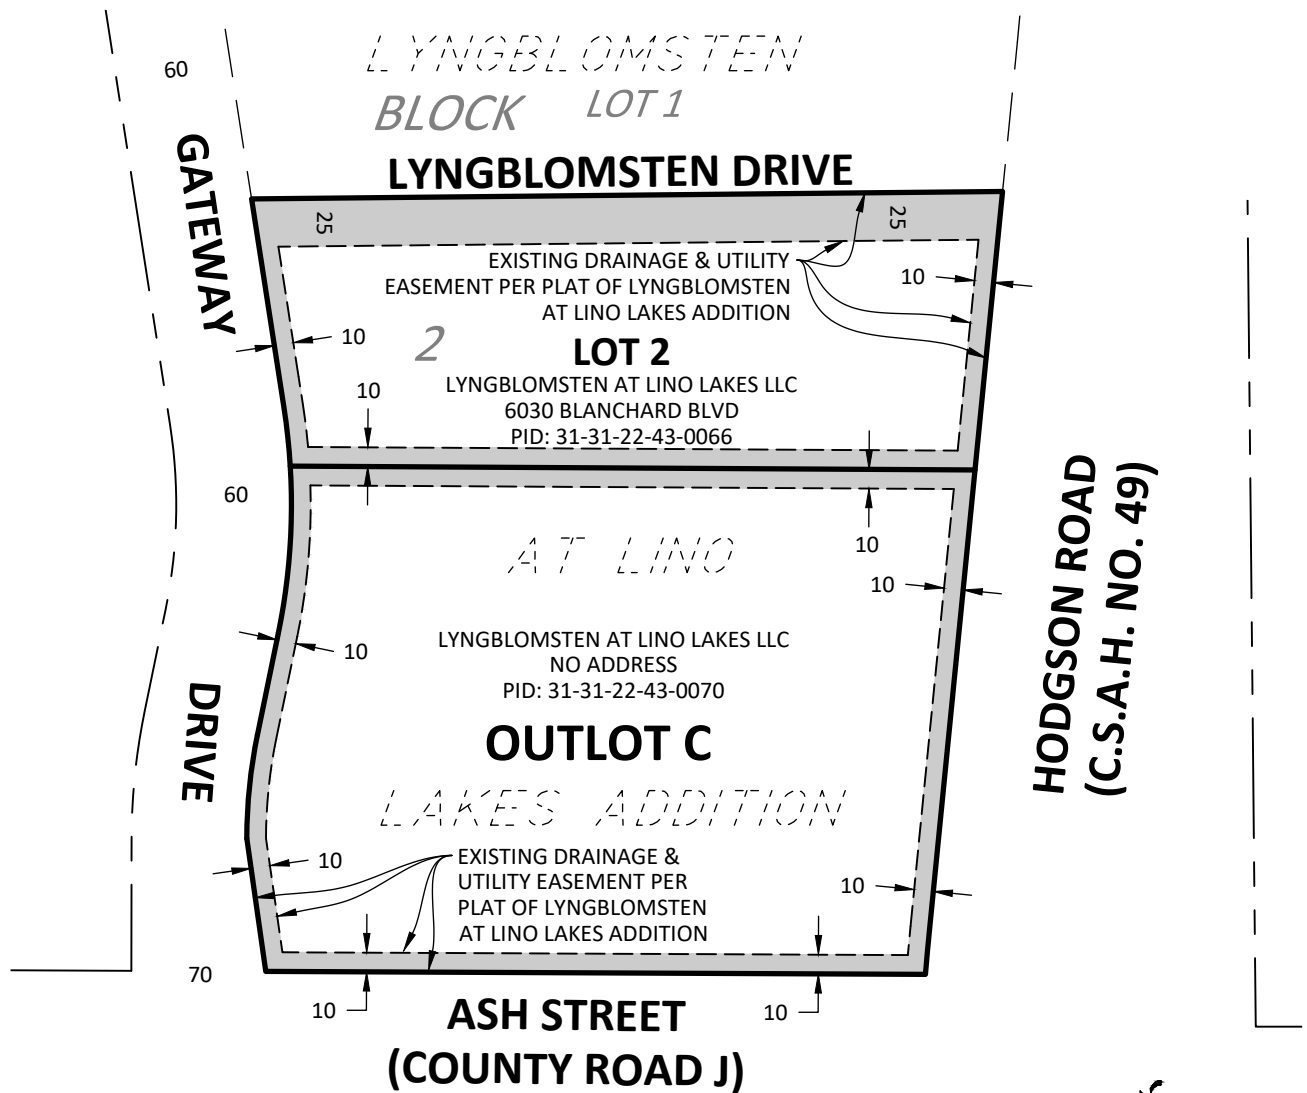 60
LYNGBLOMSTEN
BLOCK LOT 1
GATEWAY
LYNGBLOMSTEN DRIVE
25
25
EXISTING DRAINAGE & UTILITY
EASEMENT PER PLAT OF LYNGBLOMSTEN
AT LINO LAKES ADDITION
10
10
2
LOT 2
LYNGBLOMSTEN AT LINO LAKES LLC
6030 BLANCHARD BLVD
PID: 31-31-22-43-0066
10
60
HODGSON ROAD
(C.S.A.H. NO. 49)
10
AT LINO
10
LYNGBLOMSTEN AT LINO LAKES LLC
NO ADDRESS
PID: 31-31-22-43-0070
10
DRIVE
OUTLOT C
LAKES ADDITION
10
EXISTING DRAINAGE &
UTILITY EASEMENT PER
PLAT OF LYNGBLOMSTEN
AT LINO LAKES ADDITION
10
70
10
10
ASH STREET
(COUNTY ROAD J)